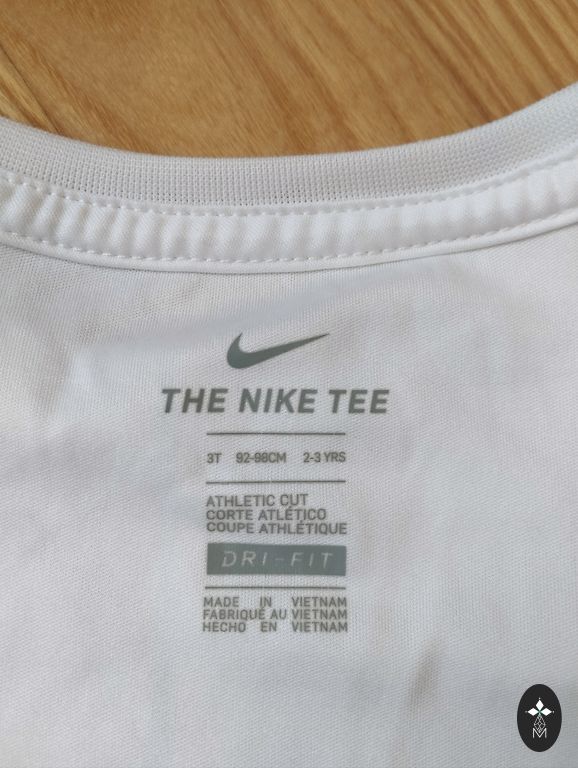 THE NIKE TEE
3T 92-98CM 2-3 YRS
ATHLETIC CUT
CORTE ATLÉTICO
COUPE ATHLÉTIQUE
DRI-FIT
MADE IN VIETNAM
FABRIQUÉ AU VIETNAM
HECHO EN VIETNAM
M